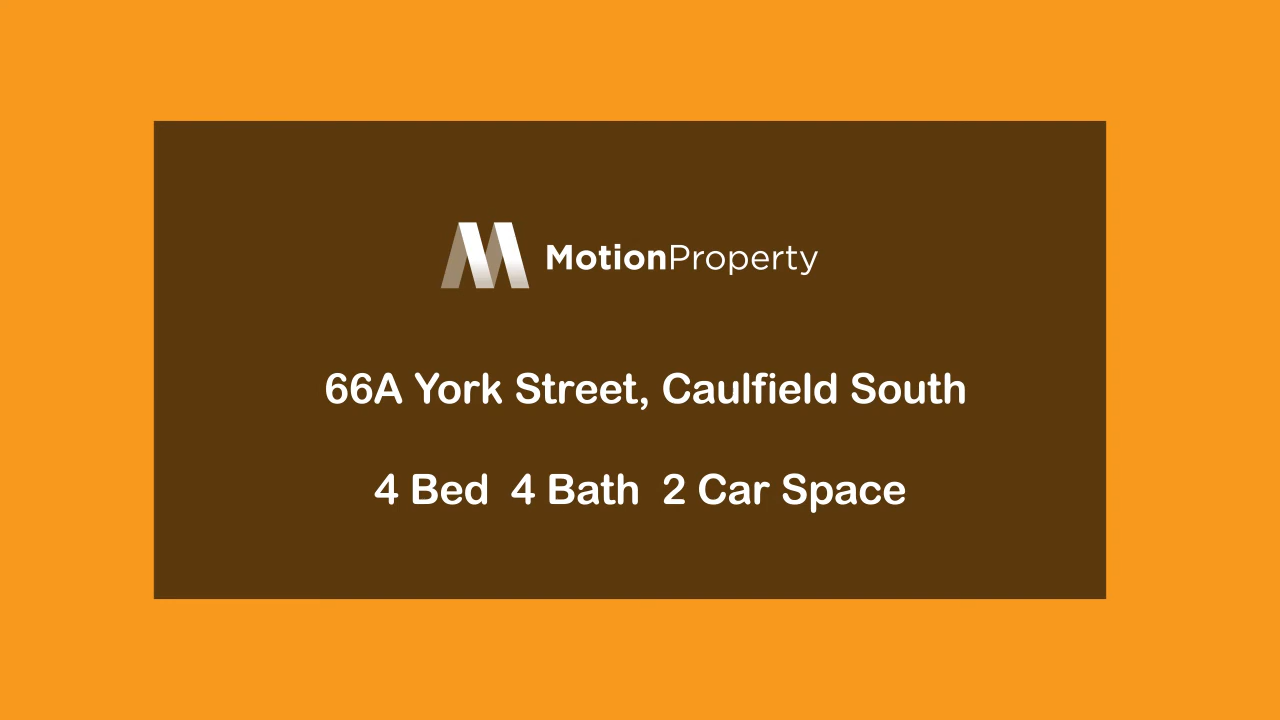 MotionProperty
66A York Street, Caulfield South
4 Bed  4 Bath  2 Car Space